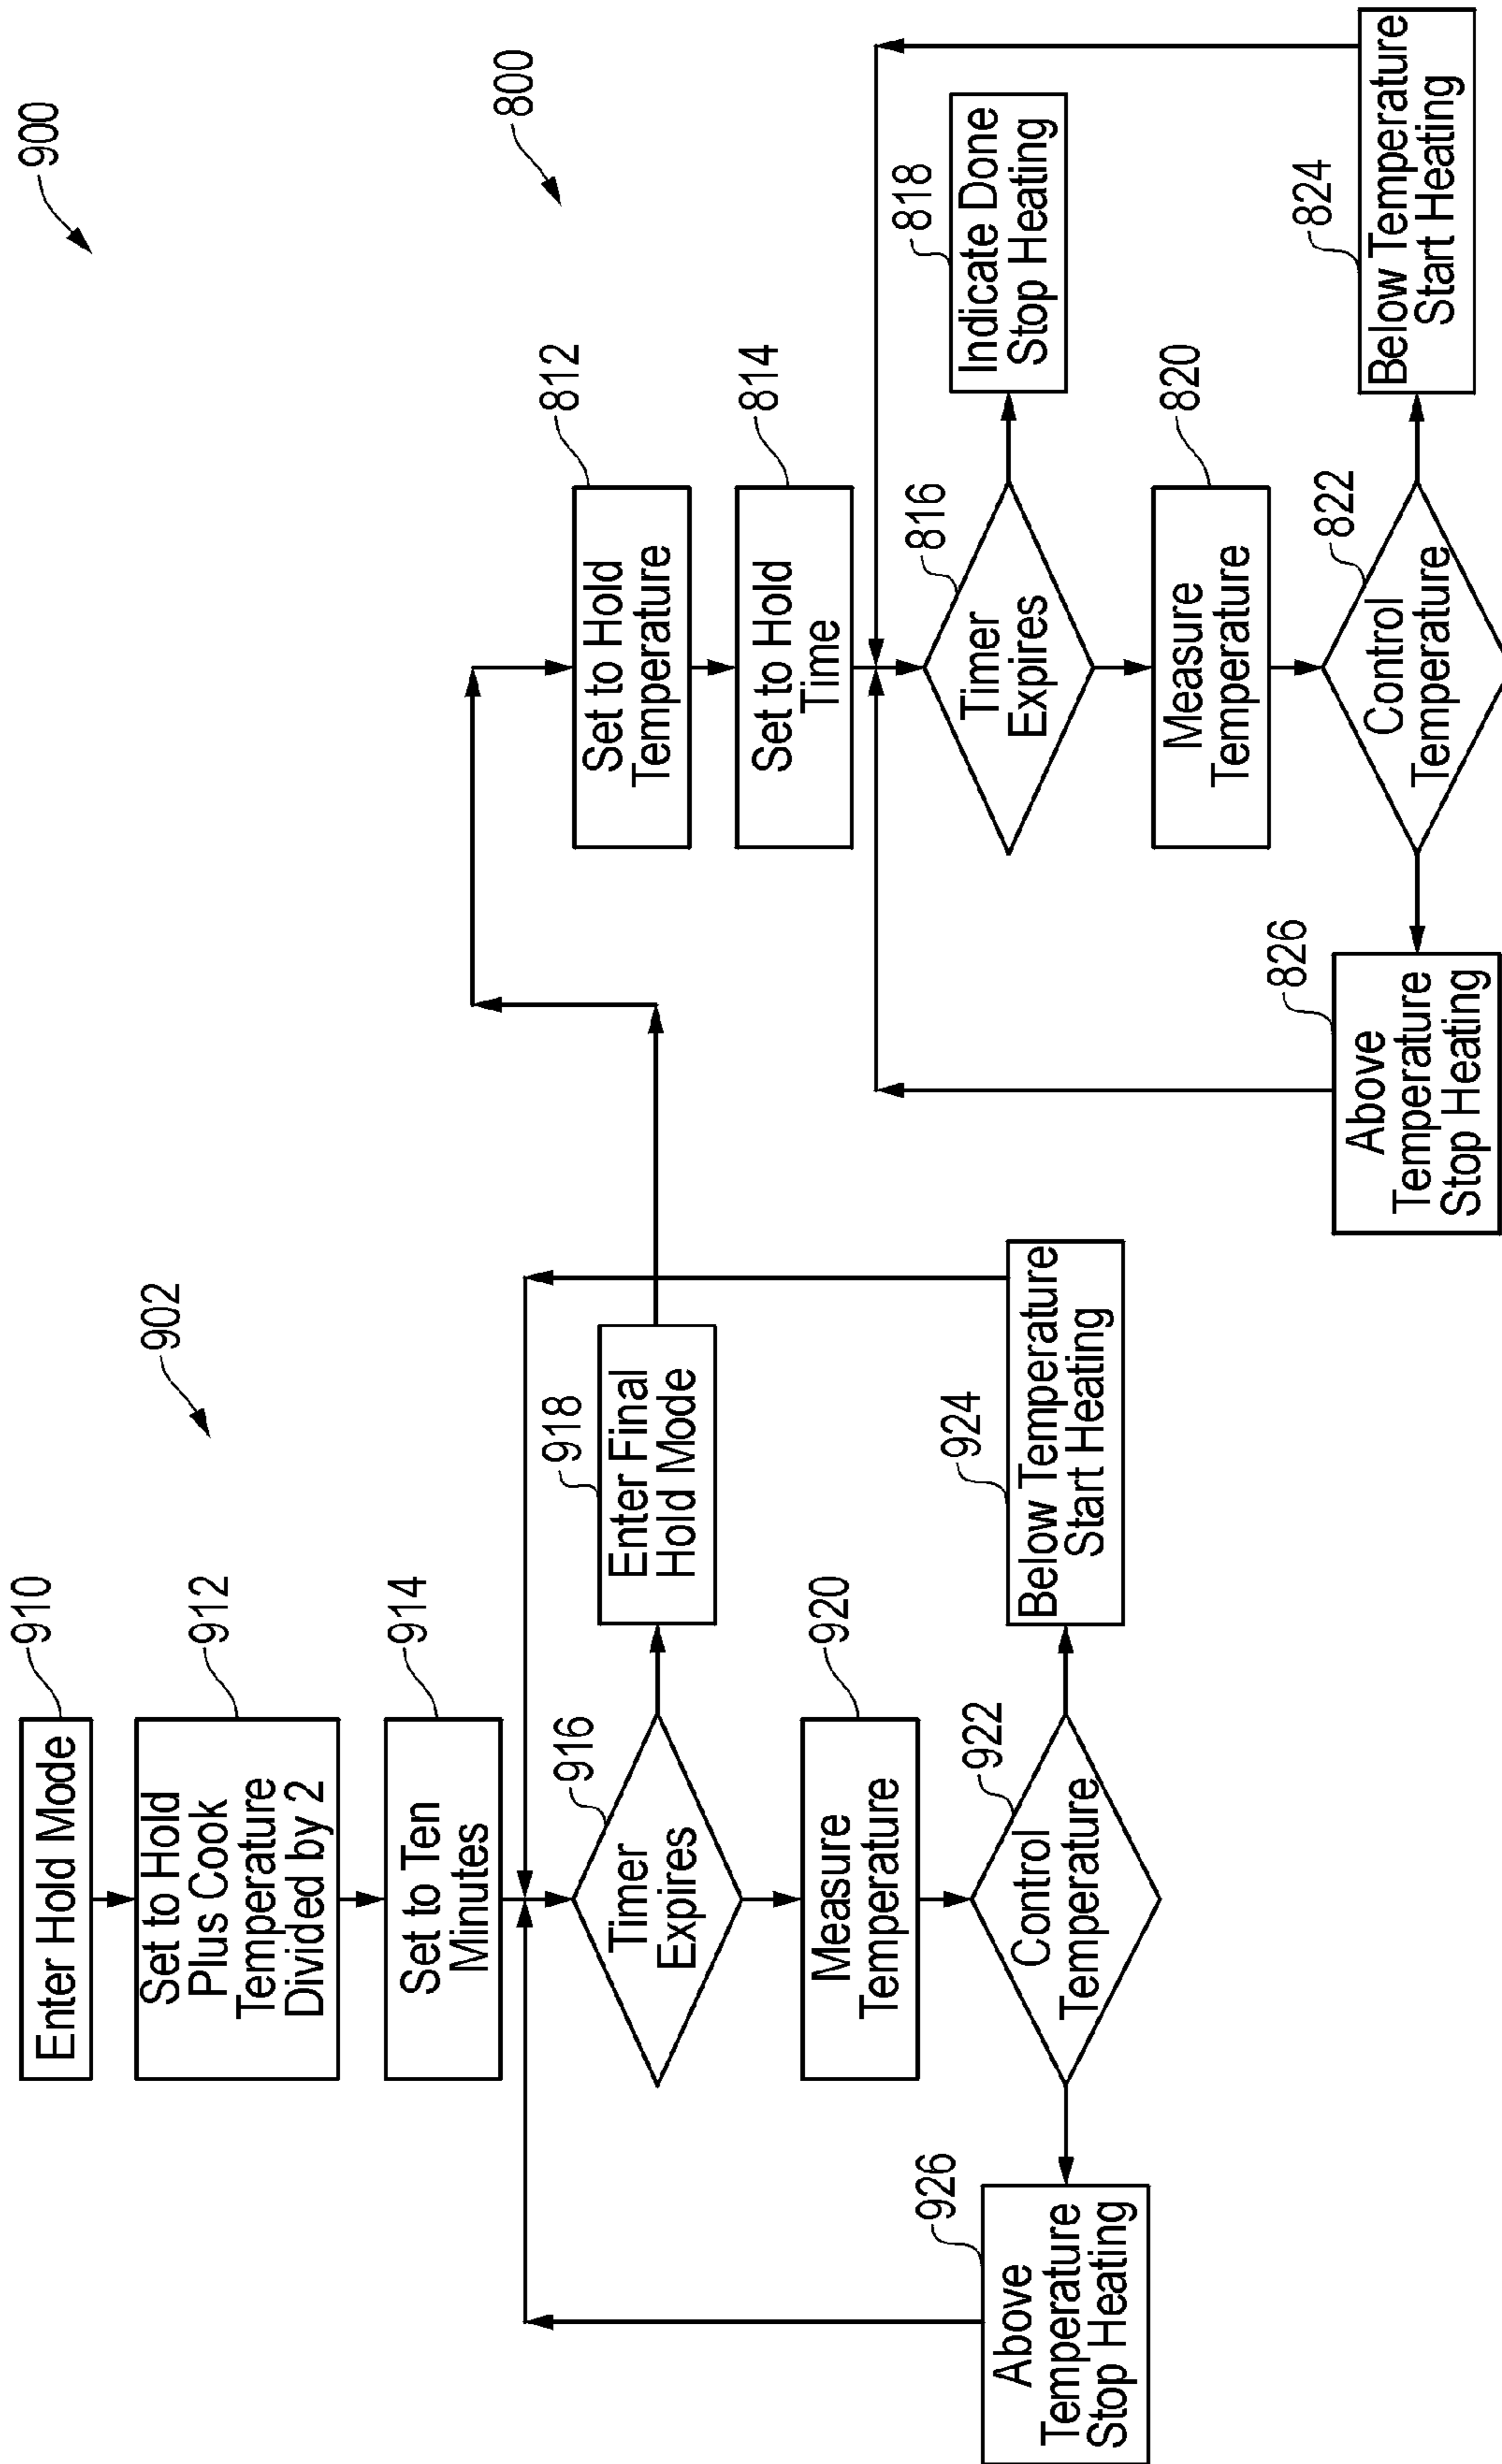 900
902
910
Enter Hold Mode
912
Set to Hold
Plus Cook
Temperature
Divided by 2
914
Set to Ten
Minutes
916
Timer
Expires
918
Enter Final
Hold Mode
920
Measure
Temperature
922
Control
Temperature
924
Below Temperature
Start Heating
926
Above
Temperature
Stop Heating
800
812
Set to Hold
Temperature
814
Set to Hold
Time
816
Timer
Expires
818
Indicate Done
Stop Heating
820
Measure
Temperature
822
Control
Temperature
824
Below Temperature
Start Heating
826
Above
Temperature
Stop Heating